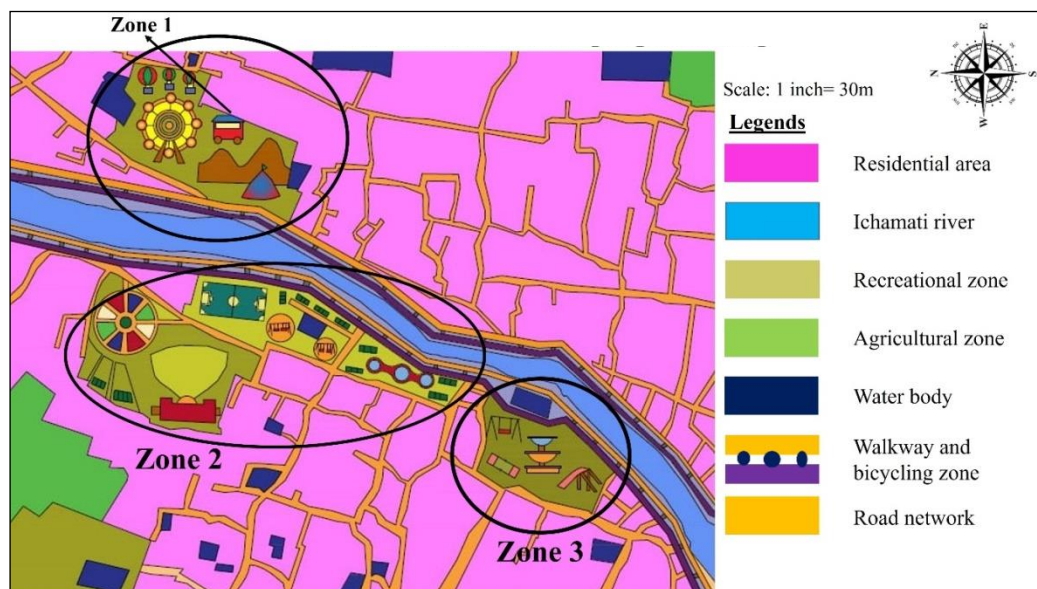 Zone 1
E
N
S
W
Scale: 1 inch= 30m
Legends
Residential area
Ichamati river
Recreational zone
Agricultural zone
Water body
Walkway and
bicycling zone
Road network
Zone 2
Zone 3